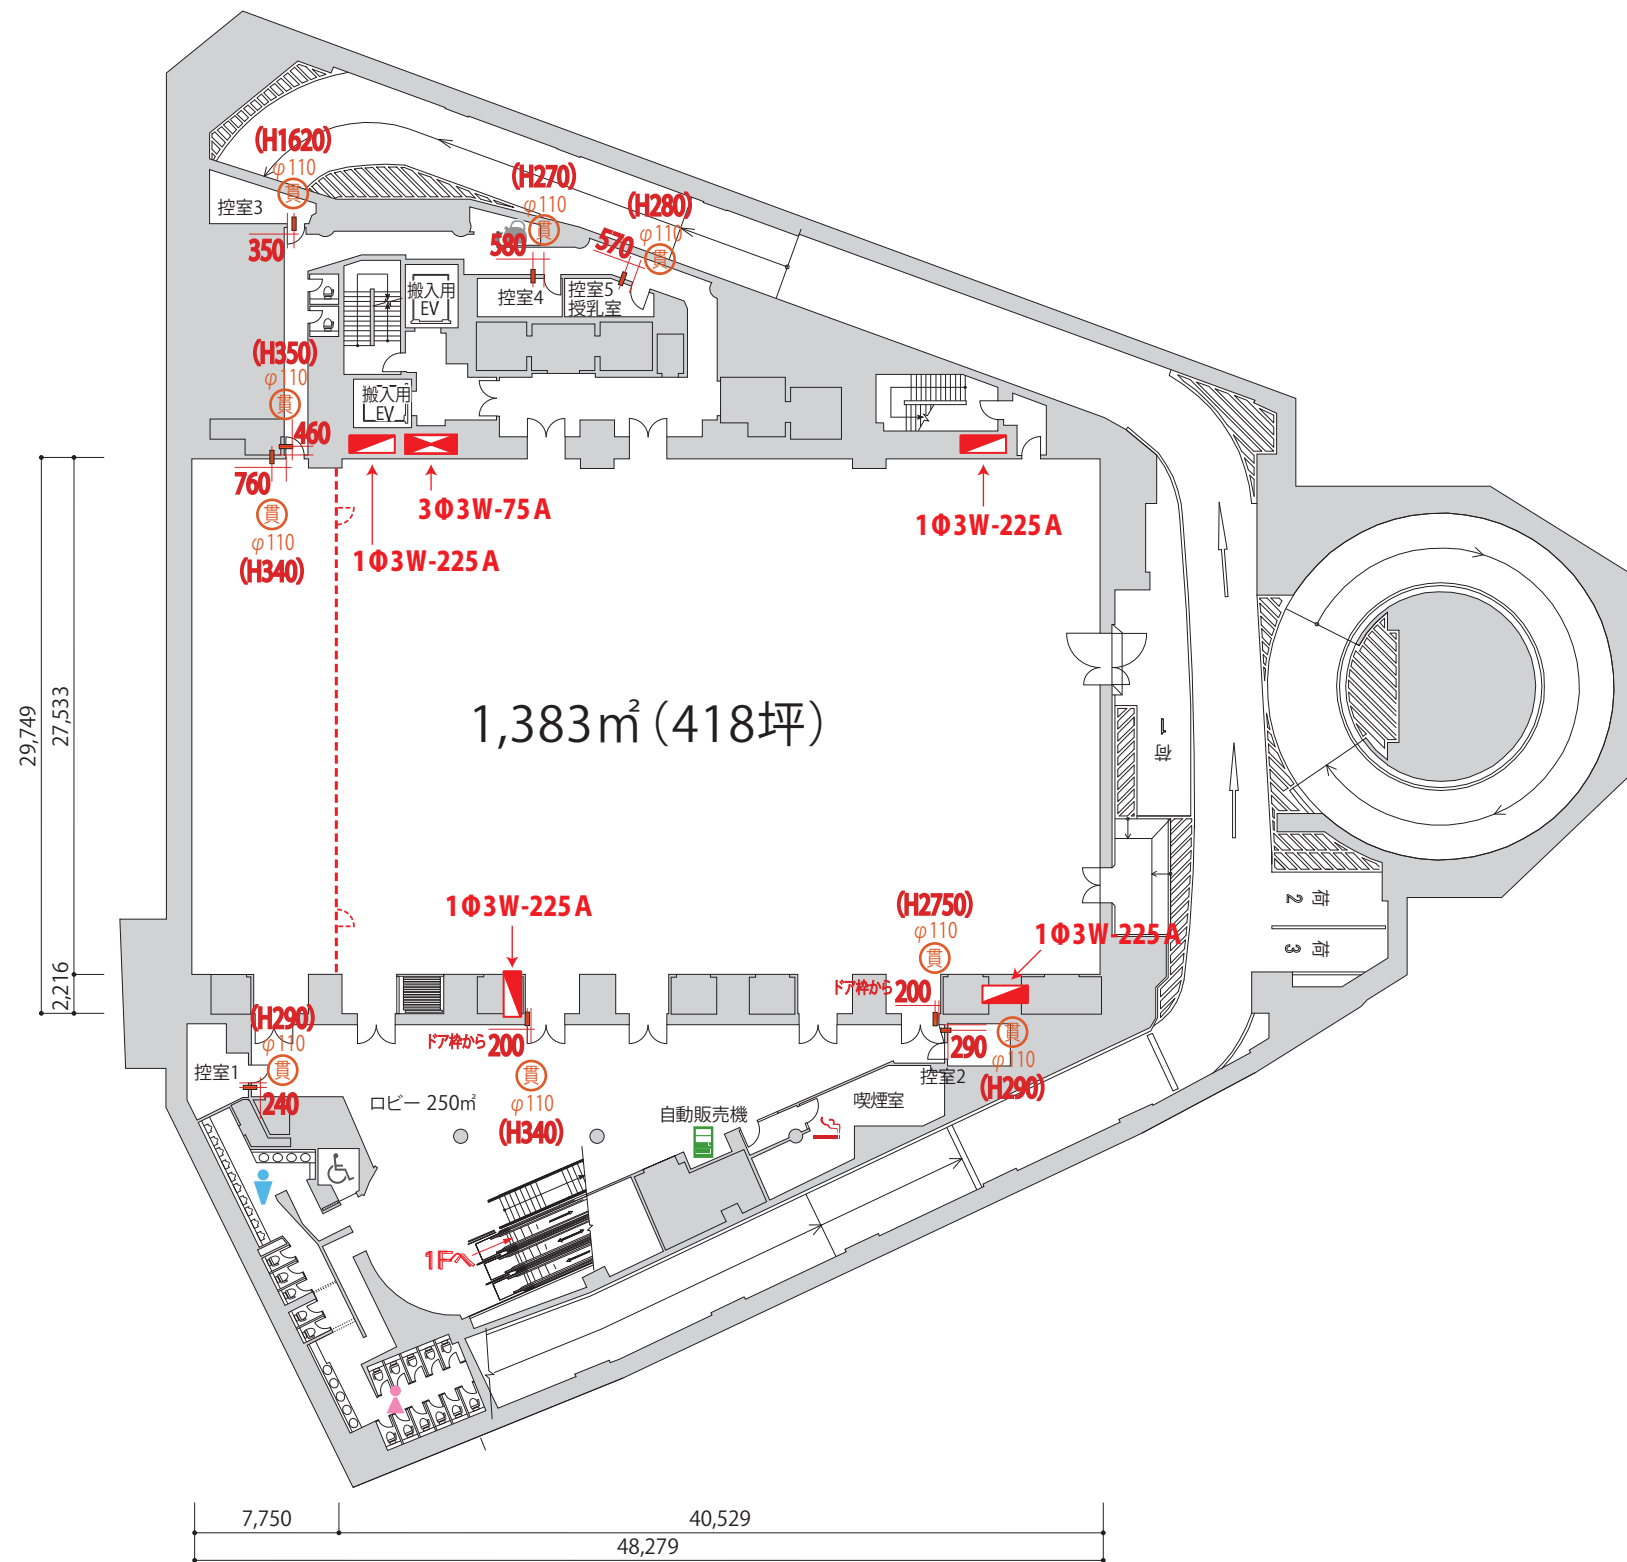 (H1620)
φ110
貫
控室3
350
(H270)
φ110
貫
580
(H280)
φ110
貫
570
搬入用
EV
控室4
控室5
授乳室
(H350)
φ110
貫
460
搬入用
EV
760
貫
φ110
(H340)
3Φ3W-75A
1Φ3W-225A
1Φ3W-225A
29,749
27,533
2,216
1,383㎡(418坪)
荷1
荷2
荷3
1Φ3W-225A
(H2750)
φ110
貫
1Φ3W-225A
ドア枠から 200
ドア枠から 200
(H290)
φ110
貫
控室1
240
ロビー 250㎡
貫
φ110
(H340)
290
貫
φ110
(H290)
控室2
喫煙室
自動販売機
1Fへ
7,750
40,529
48,279